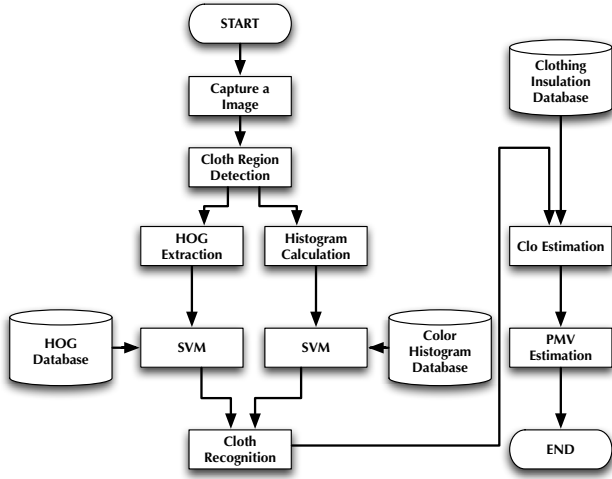 START
Capture a
Image
Cloth Region
Detection
HOG
Extraction
Histogram
Calculation
HOG
Database
SVM
SVM
Color
Histogram
Database
Cloth
Recognition
Clothing
Insulation
Database
Clo Estimation
PMV
Estimation
END